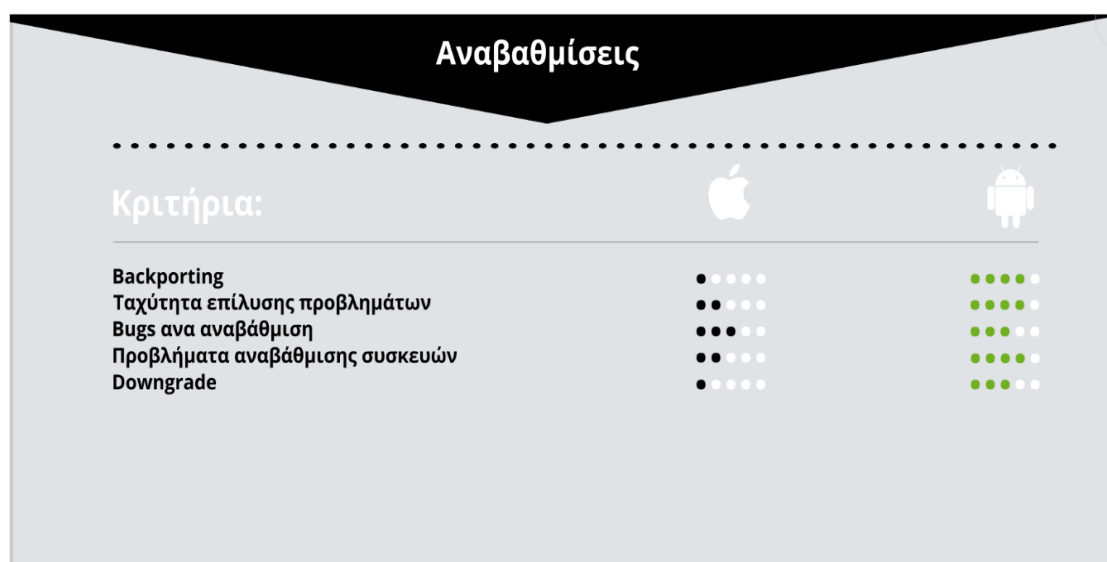 Αναβαθμίσεις
Κριτήρια:
Backporting
Ταχύτητα επίλυσης προβλημάτων
Bugs ανα αναβάθμιση
Προβλήματα αναβάθμισης συσκευών
Downgrade